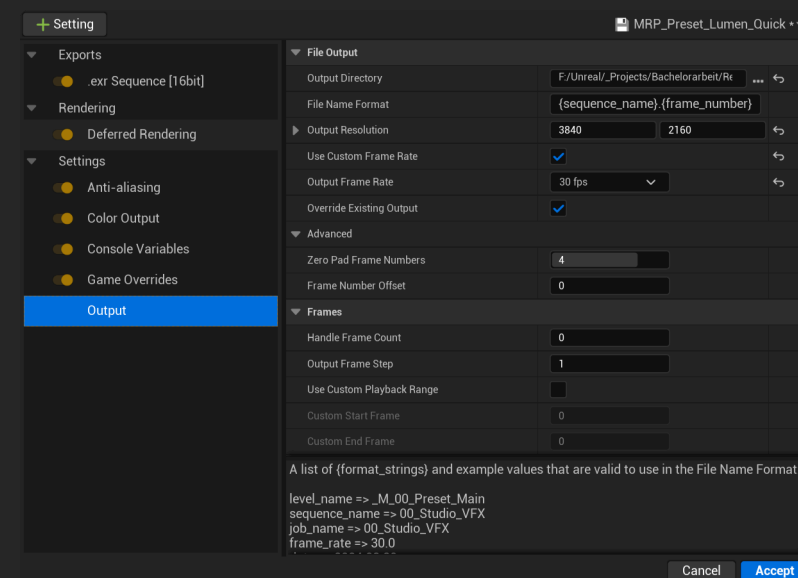 + Setting
MRP_Preset_Lumen_Quick *
Exports
.exr Sequence [16bit]
Rendering
Deferred Rendering
Settings
Anti-aliasing
Color Output
Console Variables
Game Overrides
Output
File Output
Output Directory
F:/Unreal/_Projects/Bachelorarbeit/Re
...
File Name Format
{sequence_name}.{frame_number}
Output Resolution
3840
2160
Use Custom Frame Rate
Output Frame Rate
30 fps
Override Existing Output
Advanced
Zero Pad Frame Numbers
4
Frame Number Offset
0
Frames
Handle Frame Count
0
Output Frame Step
1
Use Custom Playback Range
Custom Start Frame
0
Custom End Frame
0
A list of {format_strings} and example values that are valid to use in the File Name Format
level_name => _M_00_Preset_Main
sequence_name => 00_Studio_VFX
job_name => 00_Studio_VFX
frame_rate => 30.0
Cancel
Accept